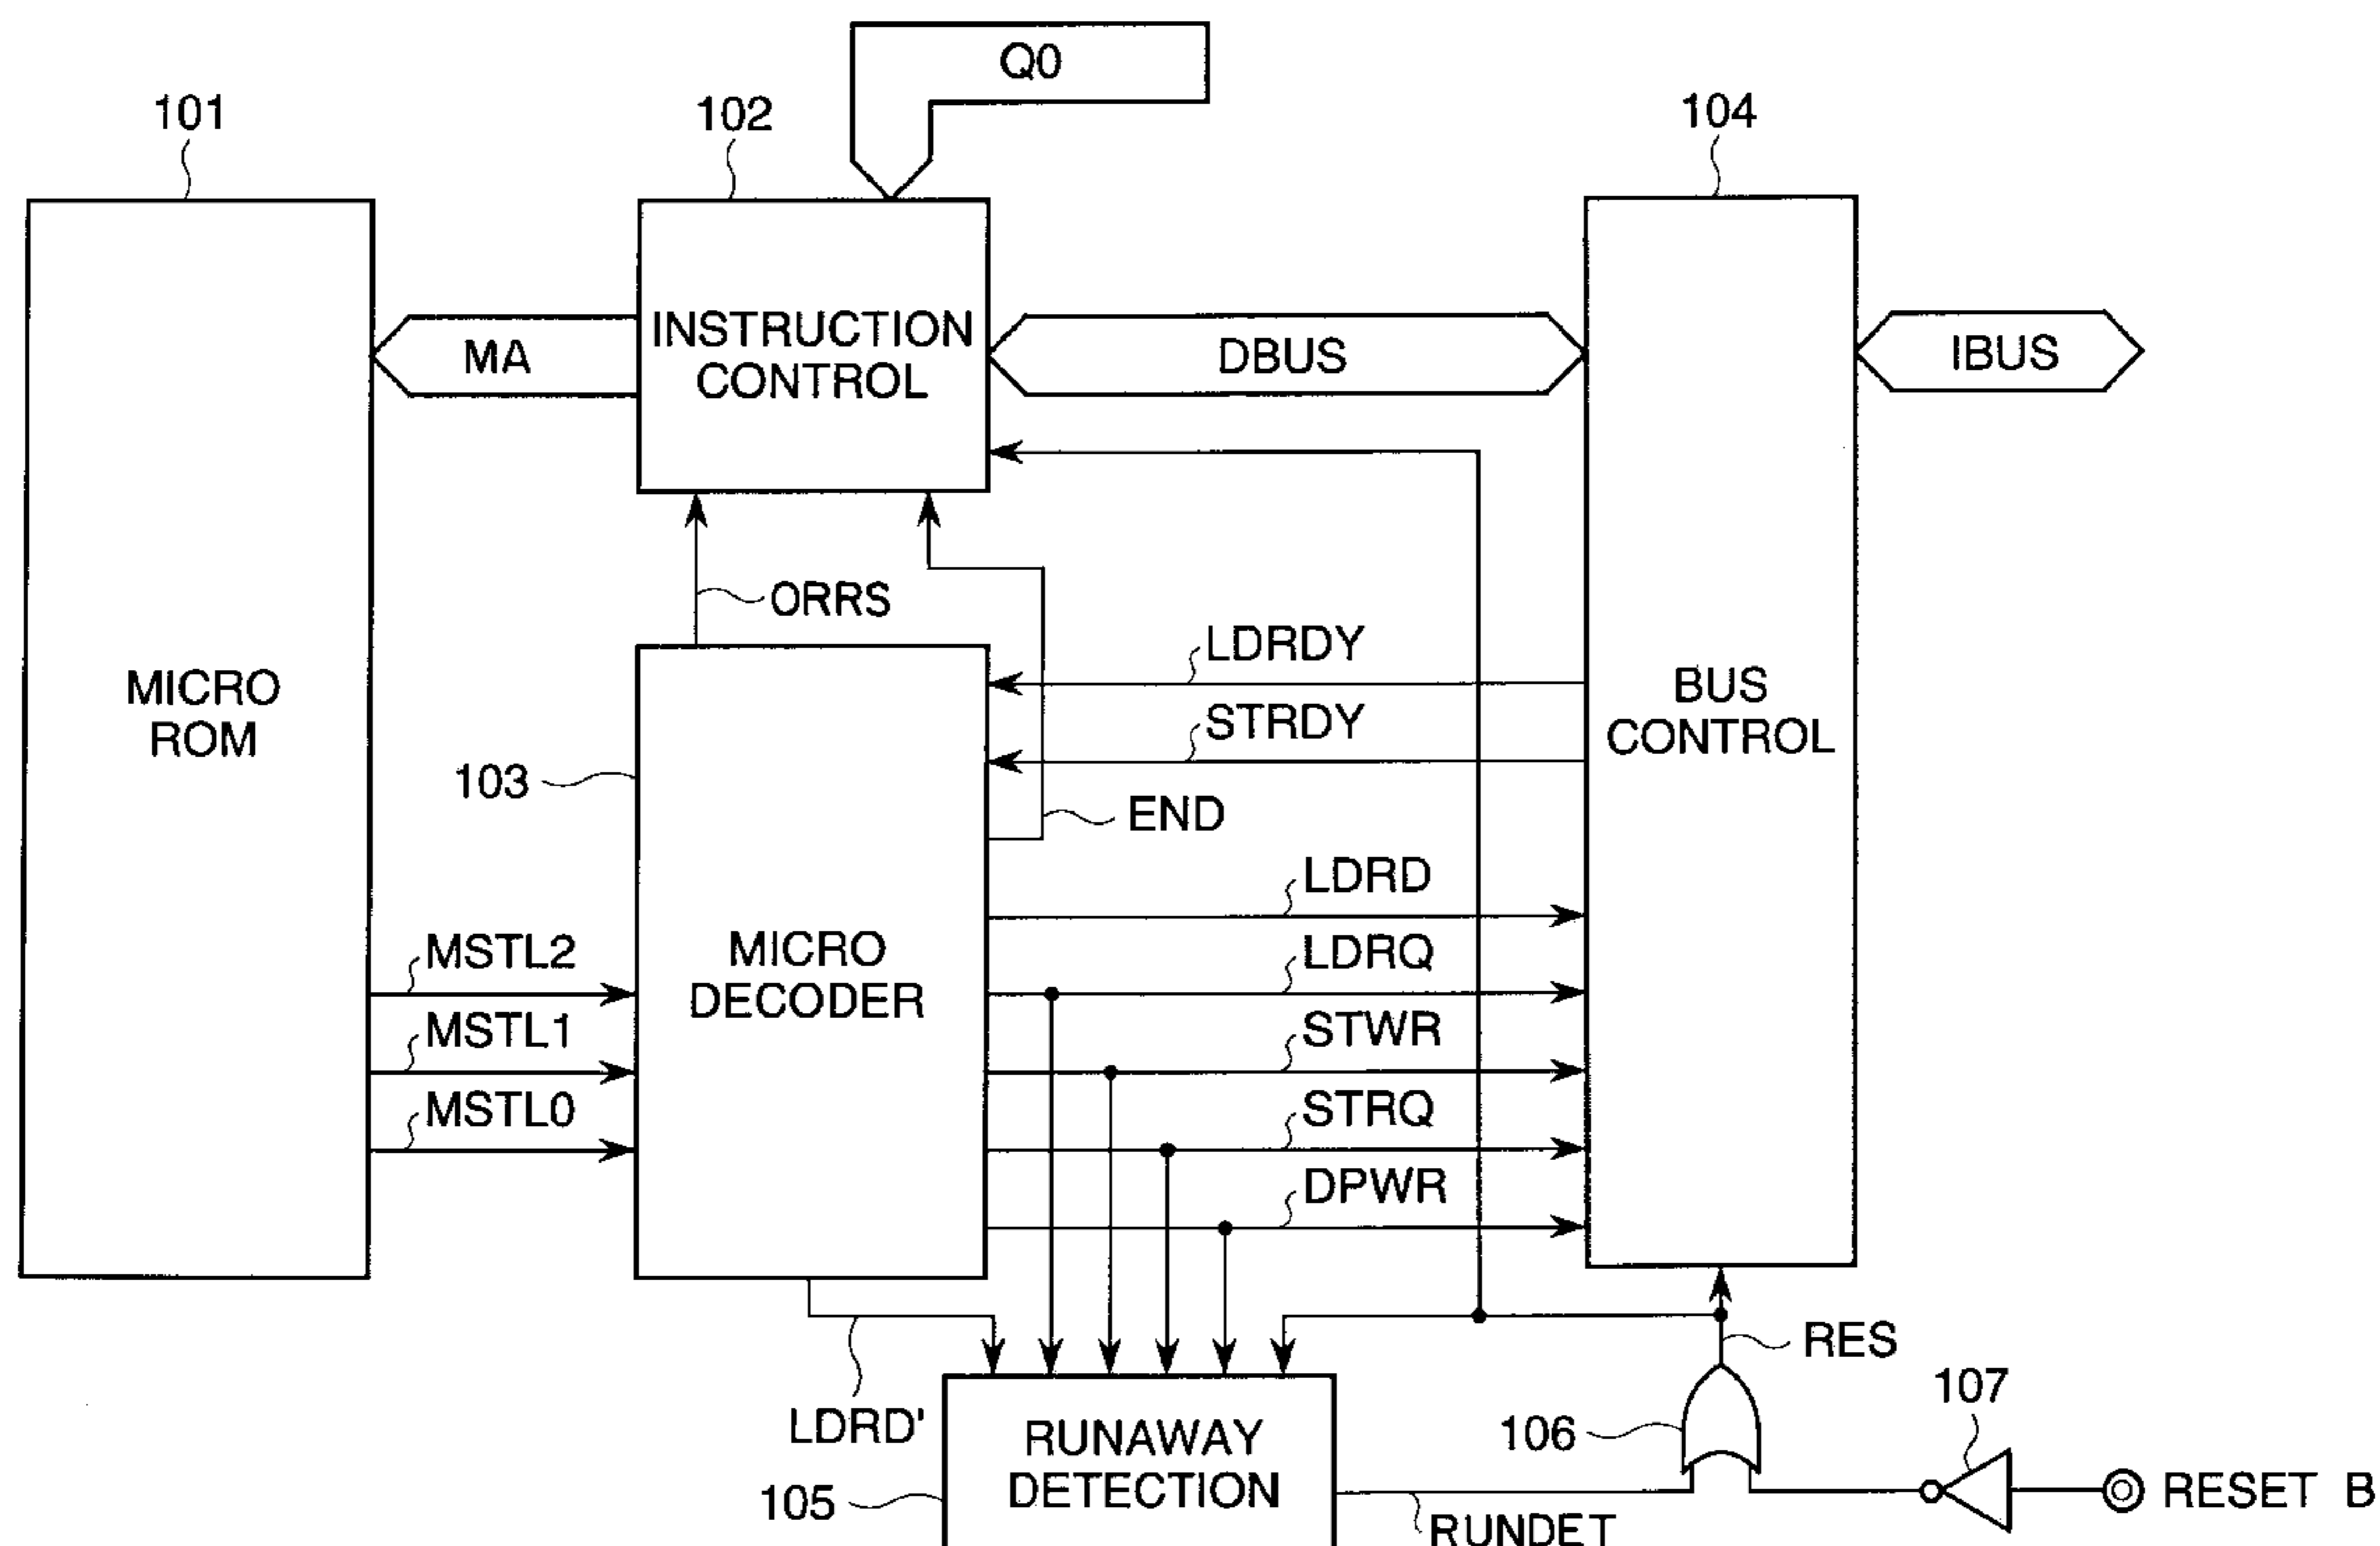 Q0
101
102
104
INSTRUCTION
CONTROL
MA
DBUS
IBUS
ORRS
LDRDY
MICRO
ROM
BUS
CONTROL
STRDY
103
END
LDRD
MICRO
DECODER
MSTL2
LDRQ
MSTL1
STWR
MSTL0
STRQ
DPWR
RES
107
LDRD'
RUNAWAY
DETECTION
106
105
RESET B
RUNDET